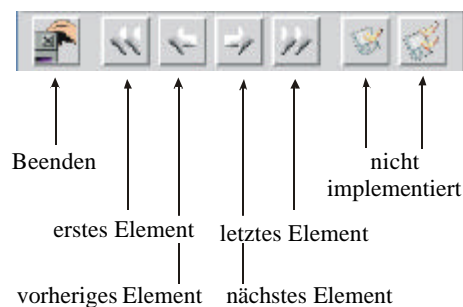 Beenden
nicht
implementiert
erstes Element
letztes Element
vorheriges Element
nächstes Element